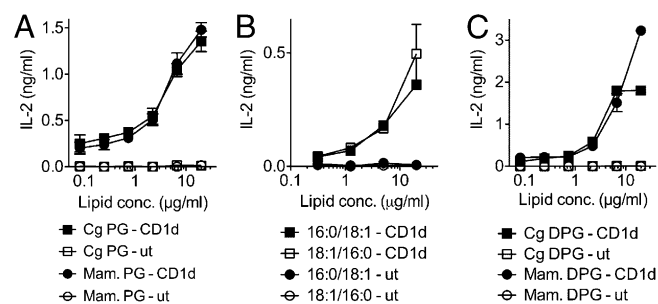 A
IL-2 (ng/ml)
1.5
1.0
0.5
0.0
0.1 1 10
Lipid conc. (µg/ml)
Cg PG - CD1d
Cg PG - ut
Mam. PG - CD1d
Mam. PG - ut
B
IL-2 (ng/ml)
0.5
0.0
0.1 1 10
Lipid conc. (µg/ml)
16:0/18:1 - CD1d
18:1/16:0 - CD1d
16:0/18:1 - ut
18:1/16:0 - ut
C
IL-2 (ng/ml)
3
2
1
0
0.1 1 10
Lipid conc. (µg/ml)
Cg DPG - CD1d
Cg DPG - ut
Mam. DPG - CD1d
Mam. DPG - ut